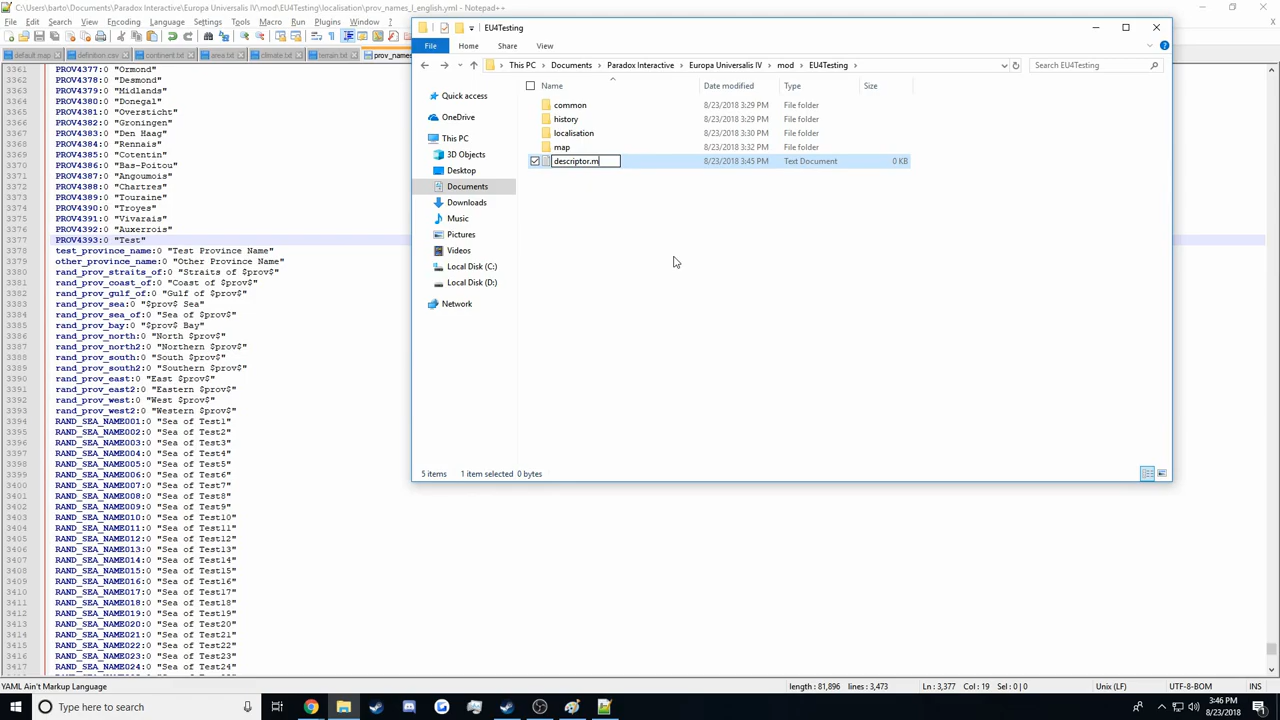 C:\Users\barto\Documents\Paradox Interactive\Europa Universalis IV\mod\EU4Testing\localisation\prov_names_l_english.yml - Notepad++
File Edit Search View Encoding Language Settings Tools Macro Run Plugins Window ?
default.map definition.csv continent.txt area.txt climate.txt terrain.txt prov_names
3361 PROV4377:0 "Ormond"
3362 PROV4378:0 "Desmond"
3363 PROV4379:0 "Midlands"
3364 PROV4380:0 "Donegal"
3365 PROV4381:0 "Oversticht"
3366 PROV4382:0 "Groningen"
3367 PROV4383:0 "Den Haag"
3368 PROV4384:0 "Rennais"
3369 PROV4385:0 "Cotentin"
3370 PROV4386:0 "Bas-Poitou"
3371 PROV4387:0 "Angoumois"
3372 PROV4388:0 "Chartres"
3373 PROV4389:0 "Touraine"
3374 PROV4390:0 "Troyes"
3375 PROV4391:0 "Vivarais"
3376 PROV4392:0 "Auxerrois"
3377 PROV4393:0 "Test"
3378 test_province_name:0 "Test Province Name"
3379 other_province_name:0 "Other Province Name"
3380 rand_prov_straits_of:0 "Straits of $prov$"
3381 rand_prov_coast_of:0 "Coast of $prov$"
3382 rand_prov_gulf_of:0 "Gulf of $prov$"
3383 rand_prov_sea:0 "$prov$ Sea"
3384 rand_prov_sea_of:0 "Sea of $prov$"
3385 rand_prov_bay:0 "$prov$ Bay"
3386 rand_prov_north:0 "North $prov$"
3387 rand_prov_north2:0 "Northern $prov$"
3388 rand_prov_south:0 "South $prov$"
3389 rand_prov_south2:0 "Southern $prov$"
3390 rand_prov_east:0 "East $prov$"
3391 rand_prov_east2:0 "Eastern $prov$"
3392 rand_prov_west:0 "West $prov$"
3393 rand_prov_west2:0 "Western $prov$"
3394 RAND_SEA_NAME001:0 "Sea of Test1"
3395 RAND_SEA_NAME002:0 "Sea of Test2"
3396 RAND_SEA_NAME003:0 "Sea of Test3"
3397 RAND_SEA_NAME004:0 "Sea of Test4"
3398 RAND_SEA_NAME005:0 "Sea of Test5"
3399 RAND_SEA_NAME006:0 "Sea of Test6"
3400 RAND_SEA_NAME007:0 "Sea of Test7"
3401 RAND_SEA_NAME008:0 "Sea of Test8"
3402 RAND_SEA_NAME009:0 "Sea of Test9"
3403 RAND_SEA_NAME010:0 "Sea of Test10"
3404 RAND_SEA_NAME011:0 "Sea of Test11"
3405 RAND_SEA_NAME012:0 "Sea of Test12"
3406 RAND_SEA_NAME013:0 "Sea of Test13"
3407 RAND_SEA_NAME014:0 "Sea of Test14"
3408 RAND_SEA_NAME015:0 "Sea of Test15"
3409 RAND_SEA_NAME016:0 "Sea of Test16"
3410 RAND_SEA_NAME017:0 "Sea of Test17"
3411 RAND_SEA_NAME018:0 "Sea of Test18"
3412 RAND_SEA_NAME019:0 "Sea of Test19"
3413 RAND_SEA_NAME020:0 "Sea of Test20"
3414 RAND_SEA_NAME021:0 "Sea of Test21"
3415 RAND_SEA_NAME022:0 "Sea of Test22"
3416 RAND_SEA_NAME023:0 "Sea of Test23"
3417 RAND_SEA_NAME024:0 "Sea of Test24"
EU4Testing
File Home Share View
This PC > Documents > Paradox Interactive > Europa Universalis IV > mod > EU4Testing >
Search EU4Testing
Name Date modified Type Size
Quick access
OneDrive
This PC
3D Objects
Desktop
Documents
Downloads
Music
Pictures
Videos
Local Disk (C:)
Local Disk (D:)
Network
common 8/23/2018 3:29 PM File folder
history 8/23/2018 3:29 PM File folder
localisation 8/23/2018 3:30 PM File folder
map 8/23/2018 3:32 PM File folder
descriptor.m 8/23/2018 3:45 PM Text Document 0 KB
5 items 1 item selected 0 bytes
YAML Ain't Markup Language length : 81,896 lines : 3,473 Ln : 3,377 Col : 19 Sel : 0 | 0 Unix (LF) UTF-8-BOM INS
Type here to search
3:46 PM
8/23/2018